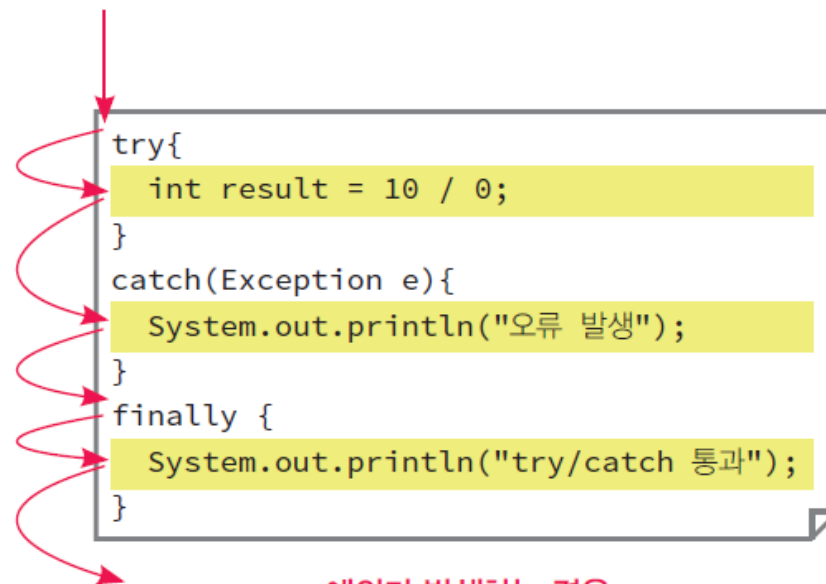 try{
int result = 10 / 0;
}
catch(Exception e){
System.out.println("오류 발생");
}
finally {
System.out.println("try/catch 통과");
}